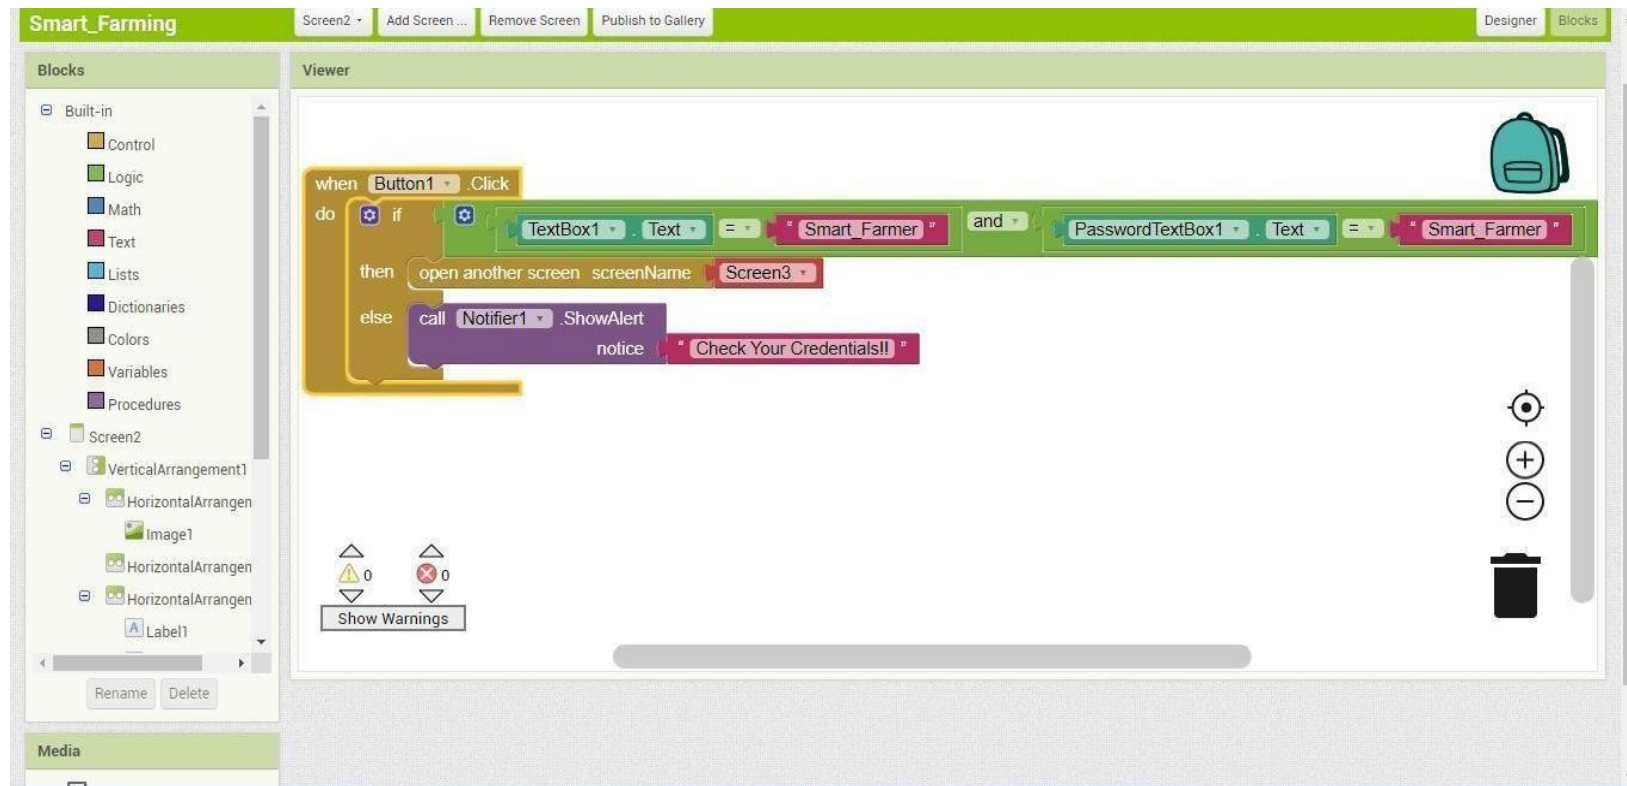 Smart_Farming Screen2 Add Screen ... Remove Screen Publish to Gallery Designer Blocks
Blocks
Built-in
Control
Logic
Math
Text
Lists
Dictionaries
Colors
Variables
Procedures
Screen2
VerticalArrangement1
HorizontalArrangen
Image1
HorizontalArrangen
HorizontalArrangen
Label1
Rename Delete
Media
Viewer
when Button1 .Click
do if TextBox1 . Text = " Smart_Farmer " and PasswordTextBox1 . Text = " Smart_Farmer "
then open another screen screenName Screen3
else call Notifier1 .ShowAlert
notice " Check Your Credentials!! "
0 0
Show Warnings